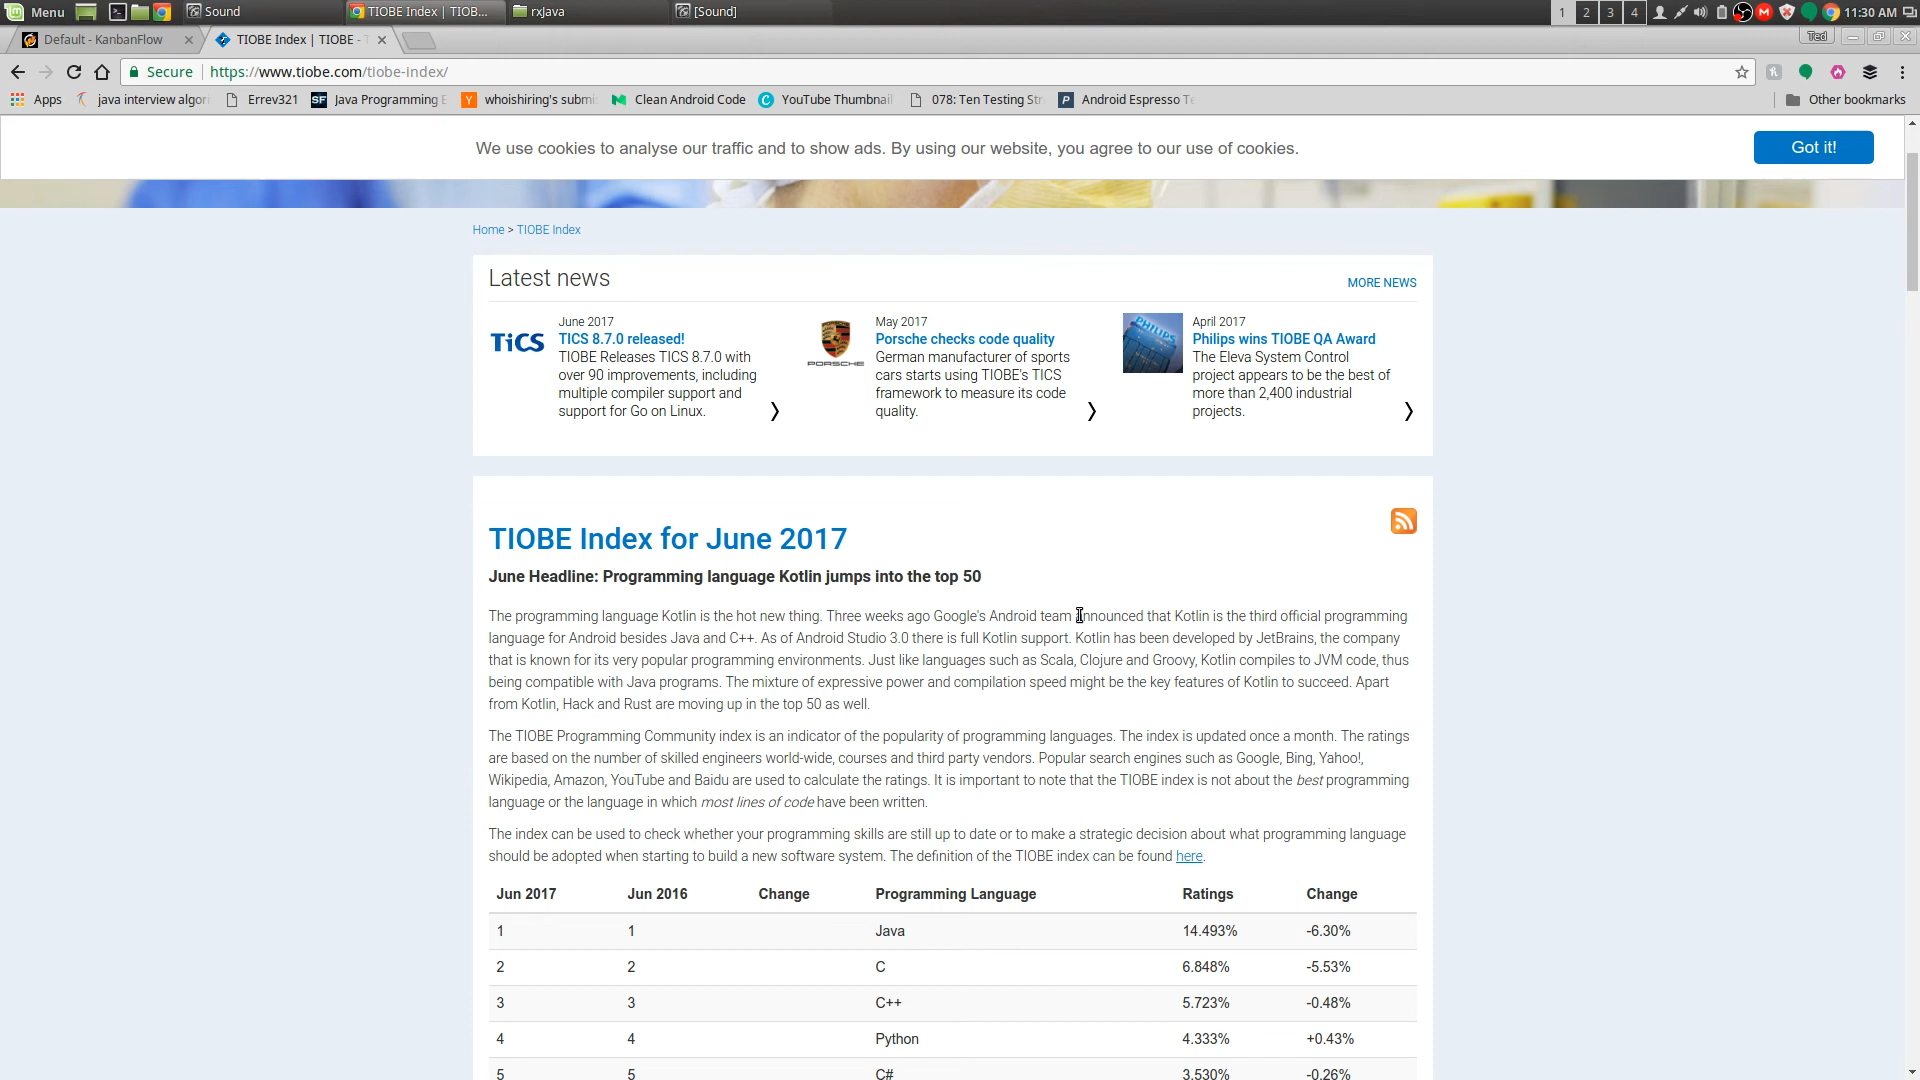 Menu
Sound
TIOBE Index | TIOB...
rxJava
[Sound]
1 2 3 4
11:30 AM
Default - KanbanFlow
TIOBE Index | TIOBE -
Ted
Secure
https://www.tiobe.com/tiobe-index/
Apps
java interview algor
Errev321
SF
Java Programming
Y
whoishiring's submi
Clean Android Code
YouTube Thumbnail
078: Ten Testing St
P
Android Espresso Te
Other bookmarks
We use cookies to analyse our traffic and to show ads. By using our website, you agree to our use of cookies.
Got it!
Home > TIOBE Index
Latest news
MORE NEWS
TiCS
June 2017
TICS 8.7.0 released!
TIOBE Releases TICS 8.7.0 with
over 90 improvements, including
multiple compiler support and
support for Go on Linux.
PORSCHE
May 2017
Porsche checks code quality
German manufacturer of sports
cars starts using TIOBE's TICS
framework to measure its code
quality.
PHILIPS
April 2017
Philips wins TIOBE QA Award
The Eleva System Control
project appears to be the best of
more than 2,400 industrial
projects.
TIOBE Index for June 2017
June Headline: Programming language Kotlin jumps into the top 50
The programming language Kotlin is the hot new thing. Three weeks ago Google's Android team announced that Kotlin is the third official programming
language for Android besides Java and C++. As of Android Studio 3.0 there is full Kotlin support. Kotlin has been developed by JetBrains, the company
that is known for its very popular programming environments. Just like languages such as Scala, Clojure and Groovy, Kotlin compiles to JVM code, thus
being compatible with Java programs. The mixture of expressive power and compilation speed might be the key features of Kotlin to succeed. Apart
from Kotlin, Hack and Rust are moving up in the top 50 as well.
The TIOBE Programming Community index is an indicator of the popularity of programming languages. The index is updated once a month. The ratings
are based on the number of skilled engineers world-wide, courses and third party vendors. Popular search engines such as Google, Bing, Yahoo!,
Wikipedia, Amazon, YouTube and Baidu are used to calculate the ratings. It is important to note that the TIOBE index is not about the best programming
language or the language in which most lines of code have been written.
The index can be used to check whether your programming skills are still up to date or to make a strategic decision about what programming language
should be adopted when starting to build a new software system. The definition of the TIOBE index can be found here.
Jun 2017 Jun 2016 Change Programming Language Ratings Change
1 1 Java 14.493% -6.30%
2 2 C 6.848% -5.53%
3 3 C++ 5.723% -0.48%
4 4 Python 4.333% +0.43%
5 5 C# 3.530% -0.26%